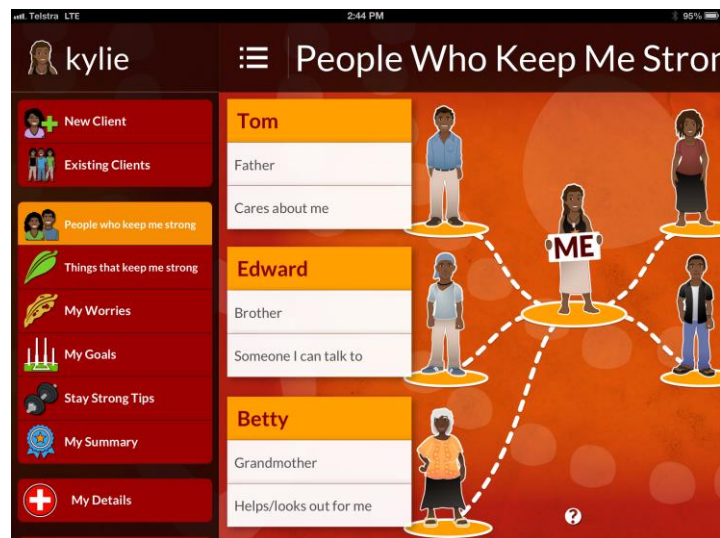 Telstra LTE
2:44 PM
95%
kylie
People Who Keep Me Stron
New Client
Existing Clients
People who keep me strong
Things that keep me strong
My Worries
My Goals
Stay Strong Tips
My Summary
My Details
Tom
Father
Cares about me
Edward
Brother
Someone I can talk to
Betty
Grandmother
Helps/looks out for me
ME
?